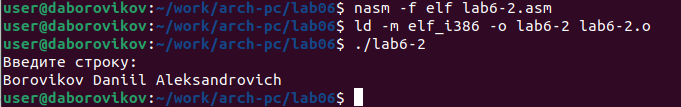 user@daborovikov:~/work/arch-pc/lab06$ nasm -f elf lab6-2.asm
user@daborovikov:~/work/arch-pc/lab06$ ld -m elf_i386 -o lab6-2 lab6-2.o
user@daborovikov:~/work/arch-pc/lab06$ ./lab6-2
Введите строку:
Borovikov Daniil Aleksandrovich
user@daborovikov:~/work/arch-pc/lab06$